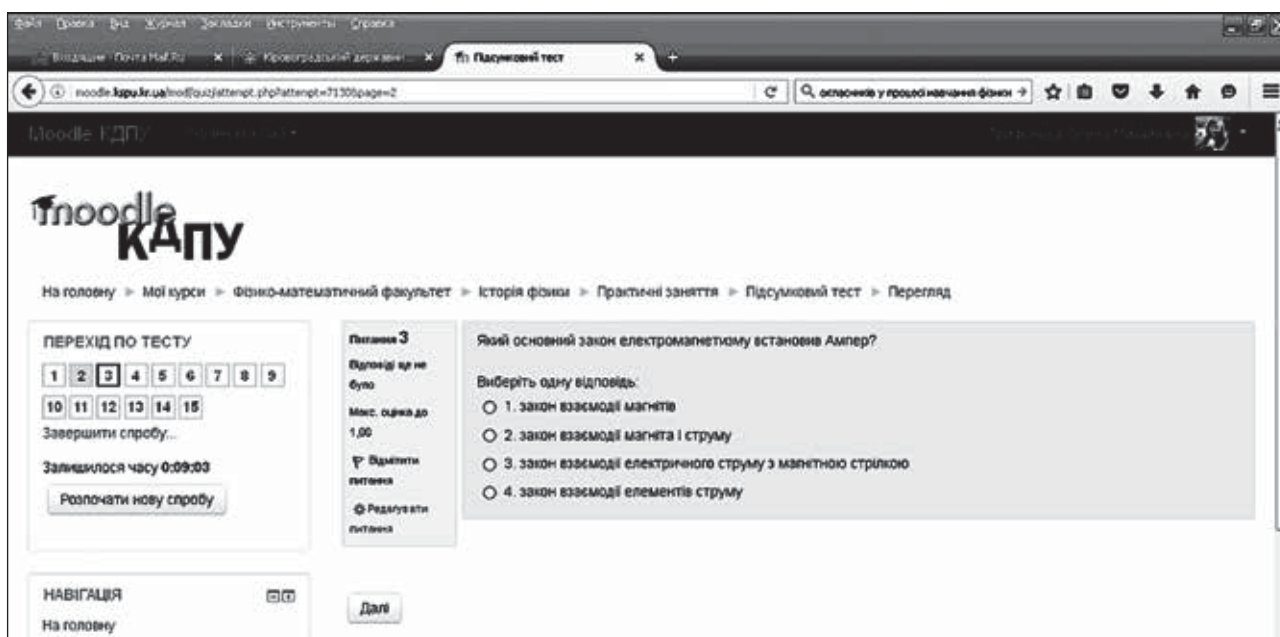 Файл Правка Вид Журнал Закладки Инструменты Справка
Входящие - Почта Mail.Ru
Підсумковий тест
moodle.kspu.kr.ua/mod/quiz/attempt.php?attempt=7130&page=2
у процесі навчання фізики
Moodle КДПУ
moodle
КДПУ
На головну ► Мої курси ► Фізико-математичний факультет ► Історія фізики ► Практичні заняття ► Підсумковий тест ► Перегляд
ПЕРЕХІД ПО ТЕСТУ
1 2 3 4 5 6 7 8 9
10 11 12 13 14 15
Завершити спробу...
Залишилося часу 0:09:03
Розпочати нову спробу
Питання 3
Відповіді ще не
було
Макс. оцінка до
1,00
Відмітити
питання
Редагувати
питання
Який основний закон електромагнетизму встановив Ампер?
Виберіть одну відповідь:
1. закон взаємодії магнітів
2. закон взаємодії магніта і струму
3. закон взаємодії електричного струму з магнітною стрілкою
4. закон взаємодії елементів струму
НАВІГАЦІЯ
На головну
Далі